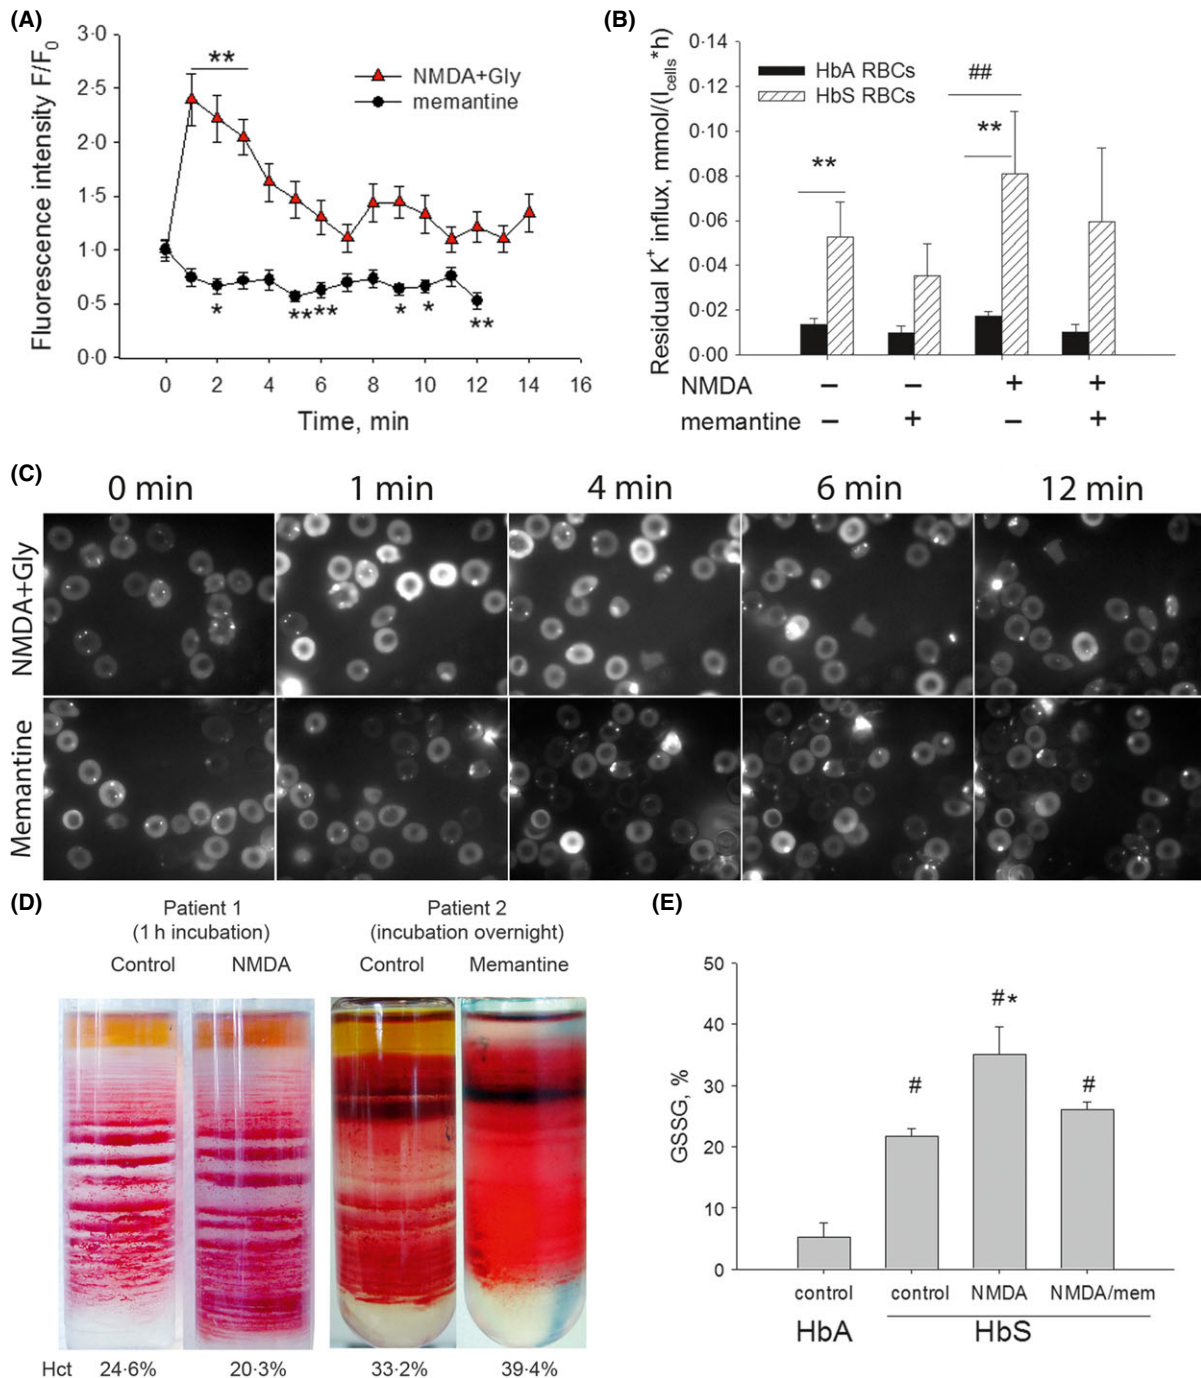 (A)
3·0
2·5
2·0
1·5
1·0
0·5
0·0
Fluorescence intensity F/F₀
**
NMDA+Gly
memantine
*
**
**
*
*
**
0 2 4 6 8 10 12 14 16
Time, min
(B)
0·14
0·12
0·10
0·08
0·06
0·04
0·02
0·00
Residual K⁺ influx, mmol/(l_cells*h)
HbA RBCs
HbS RBCs
##
**
**
NMDA − − + +
memantine − + − +
(C)
0 min 1 min 4 min 6 min 12 min
NMDA+Gly
Memantine
(D)
Patient 1
(1 h incubation)
Control NMDA
Patient 2
(incubation overnight)
Control Memantine
Hct 24·6% 20·3% 33·2% 39·4%
(E)
50
40
30
20
10
0
GSSG, %
#
#*
#
control control NMDA NMDA/mem
HbA HbS